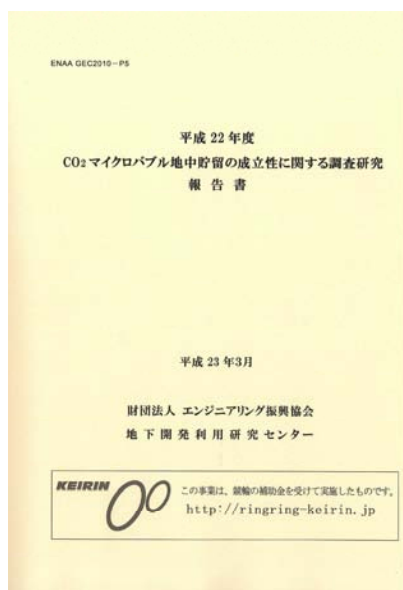 ENAA GEC2010-P5
平成 22 年度
CO2 マイクロバブル地中貯留の成立性に関する調査研究
報 告 書
平成 23 年3月
財団法人 エンジニアリング振興協会
地 下 開 発 利 用 研 究 セ ン タ ー
KEIRIN
この事業は、競輪の補助金を受けて実施したものです。
http://ringring-keirin.jp